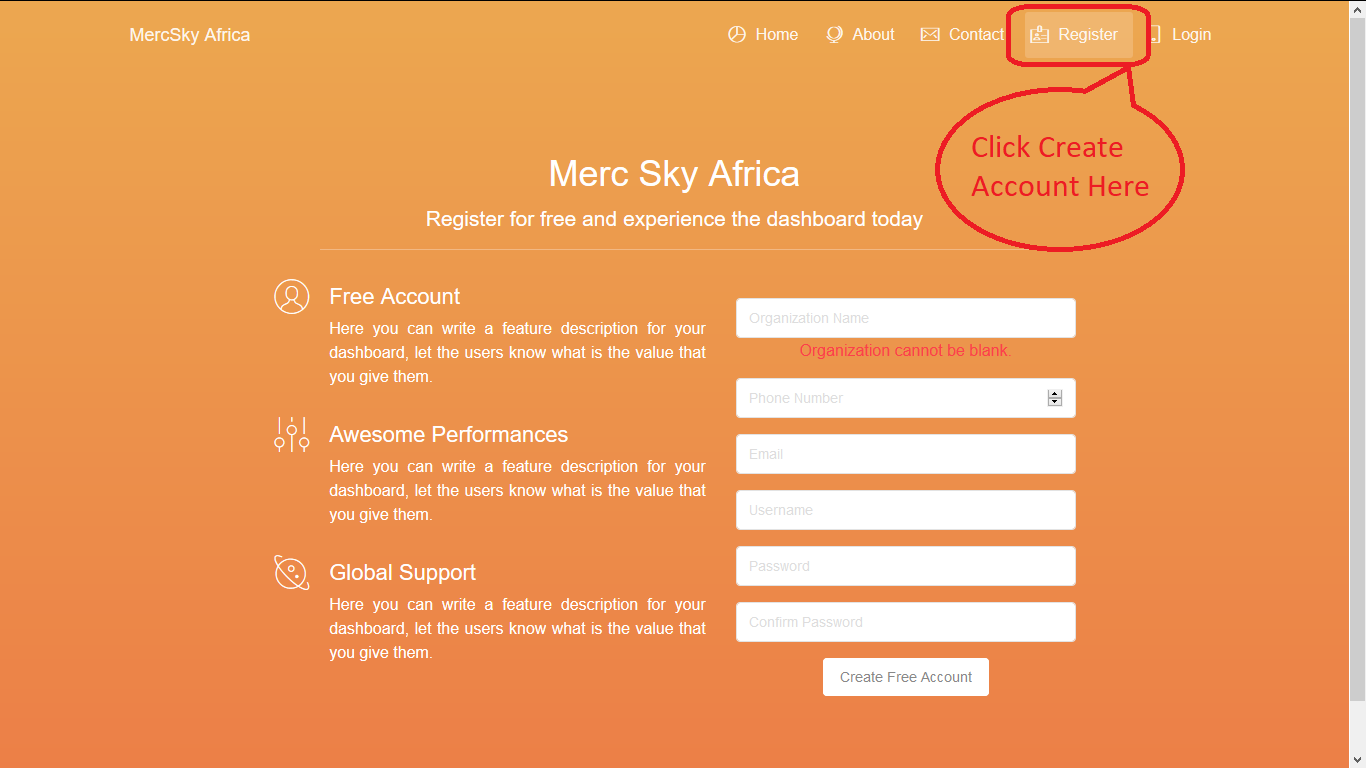 MercSky Africa
Home
About
Contact
Register
Login
Click Create
Account Here
Merc Sky Africa
Register for free and experience the dashboard today
Free Account
Here you can write a feature description for your
dashboard, let the users know what is the value that
you give them.
Awesome Performances
Here you can write a feature description for your
dashboard, let the users know what is the value that
you give them.
Global Support
Here you can write a feature description for your
dashboard, let the users know what is the value that
you give them.
Organization Name
Organization cannot be blank.
Phone Number
Email
Username
Password
Confirm Password
Create Free Account